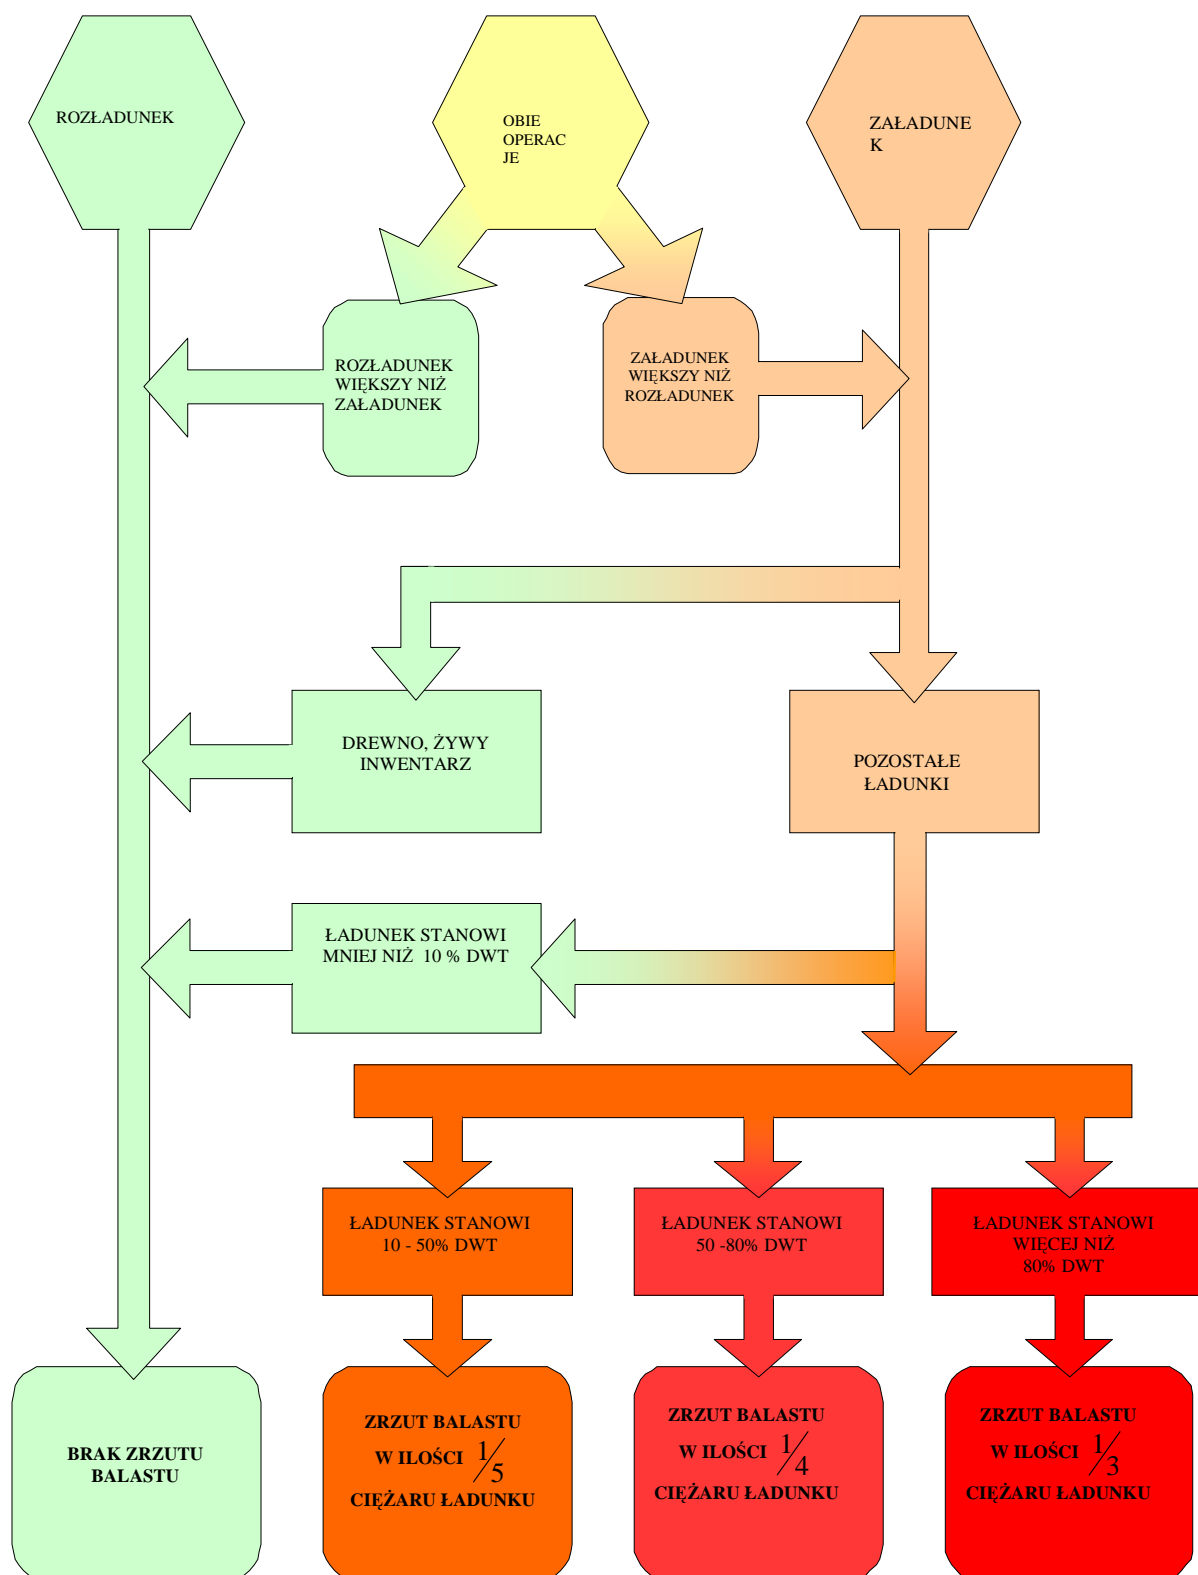 ROZŁADUNEK
OBIE
OPERAC
JE
ZAŁADUNE
K
ROZŁADUNEK
WIĘKSZY NIŻ
ZAŁADUNEK
ZAŁADUNEK
WIĘKSZY NIŻ
ROZŁADUNEK
DREWNO, ŻYWY
INWENTARZ
POZOSTAŁE
ŁADUNKI
ŁADUNEK STANOWI
MNIEJ NIŻ 10 % DWT
ŁADUNEK STANOWI
10 - 50% DWT
ŁADUNEK STANOWI
50 -80% DWT
ŁADUNEK STANOWI
WIĘCEJ NIŻ
80% DWT
BRAK ZRZUTU
BALASTU
ZRZUT BALASTU
W ILOŚCI 1/5
CIĘŻARU ŁADUNKU
ZRZUT BALASTU
W ILOŚCI 1/4
CIĘŻARU ŁADUNKU
ZRZUT BALASTU
W ILOŚCI 1/3
CIĘŻARU ŁADUNKU